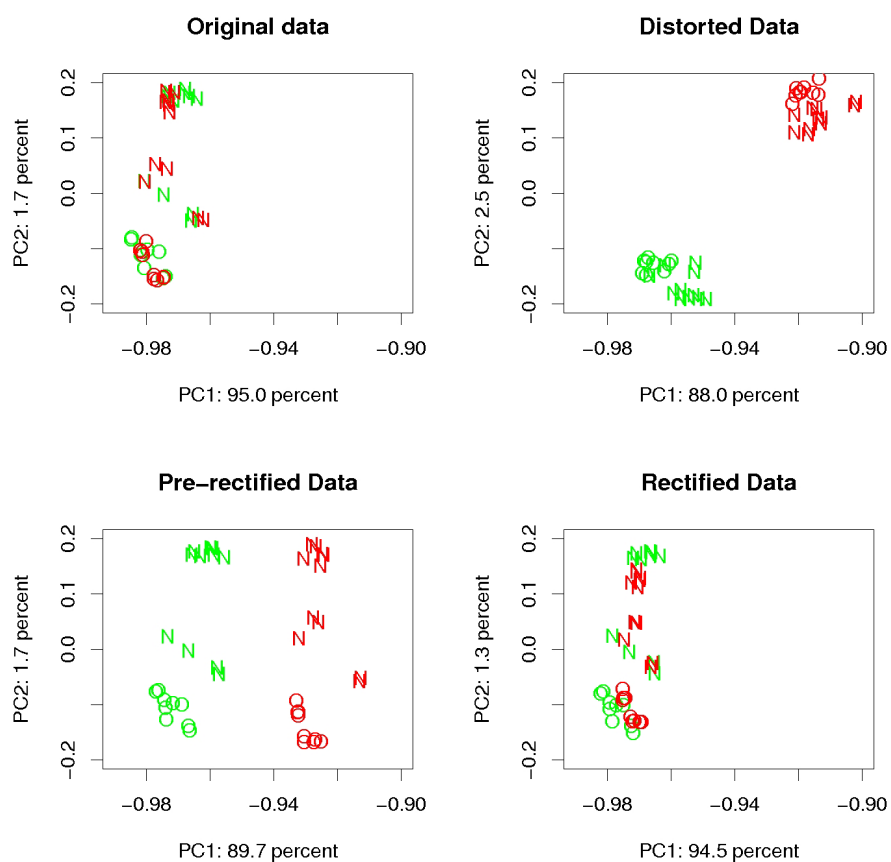 Original data
PC2: 1.7 percent
0.2
0.1
0.0
−0.2
−0.98
−0.94
−0.90
PC1: 95.0 percent
Distorted Data
PC2: 2.5 percent
0.2
0.1
0.0
−0.2
−0.98
−0.94
−0.90
PC1: 88.0 percent
Pre−rectified Data
PC2: 1.7 percent
0.2
0.1
0.0
−0.2
−0.98
−0.94
−0.90
PC1: 89.7 percent
Rectified Data
PC2: 1.3 percent
0.2
0.1
0.0
−0.2
−0.98
−0.94
−0.90
PC1: 94.5 percent